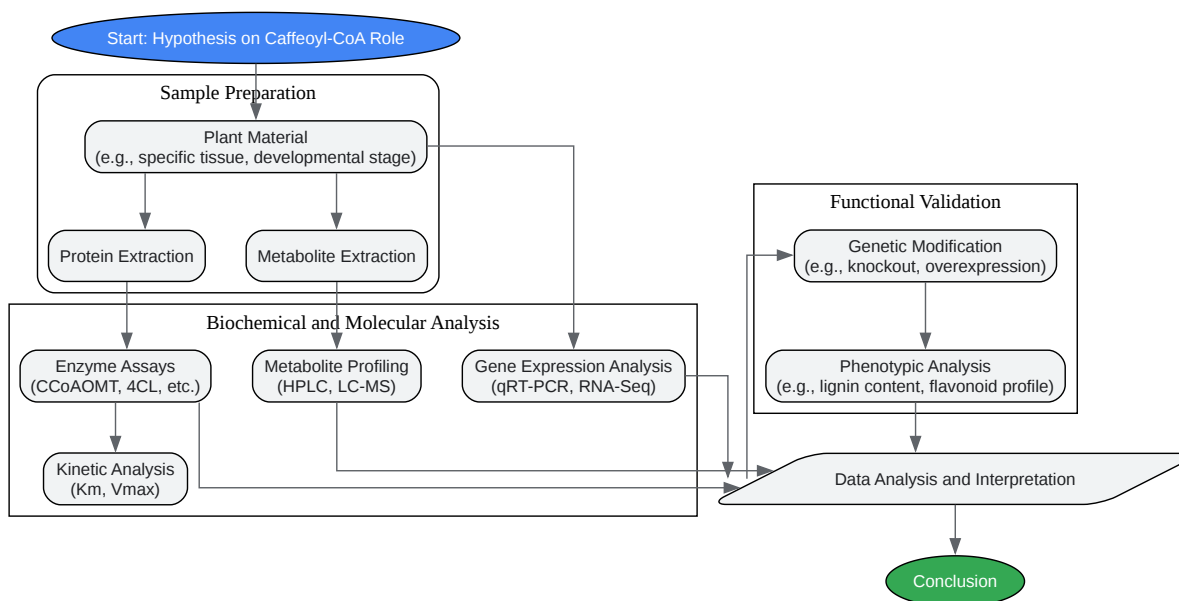 Start: Hypothesis on Caffeoyl-CoA Role
Sample Preparation
Plant Material
(e.g., specific tissue, developmental stage)
Protein Extraction
Metabolite Extraction
Biochemical and Molecular Analysis
Enzyme Assays
(CCoAOMT, 4CL, etc.)
Metabolite Profiling
(HPLC, LC-MS)
Gene Expression Analysis
(qRT-PCR, RNA-Seq)
Kinetic Analysis
(Km, Vmax)
Functional Validation
Genetic Modification
(e.g., knockout, overexpression)
Phenotypic Analysis
(e.g., lignin content, flavonoid profile)
Data Analysis and Interpretation
Conclusion